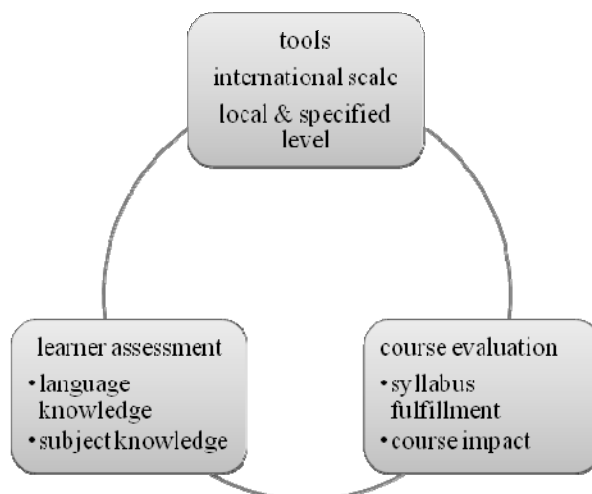 tools
international scale
local & specified
level
learner assessment
• language
knowledge
• subject knowledge
course evaluation
• syllabus
fulfillment
• course impact